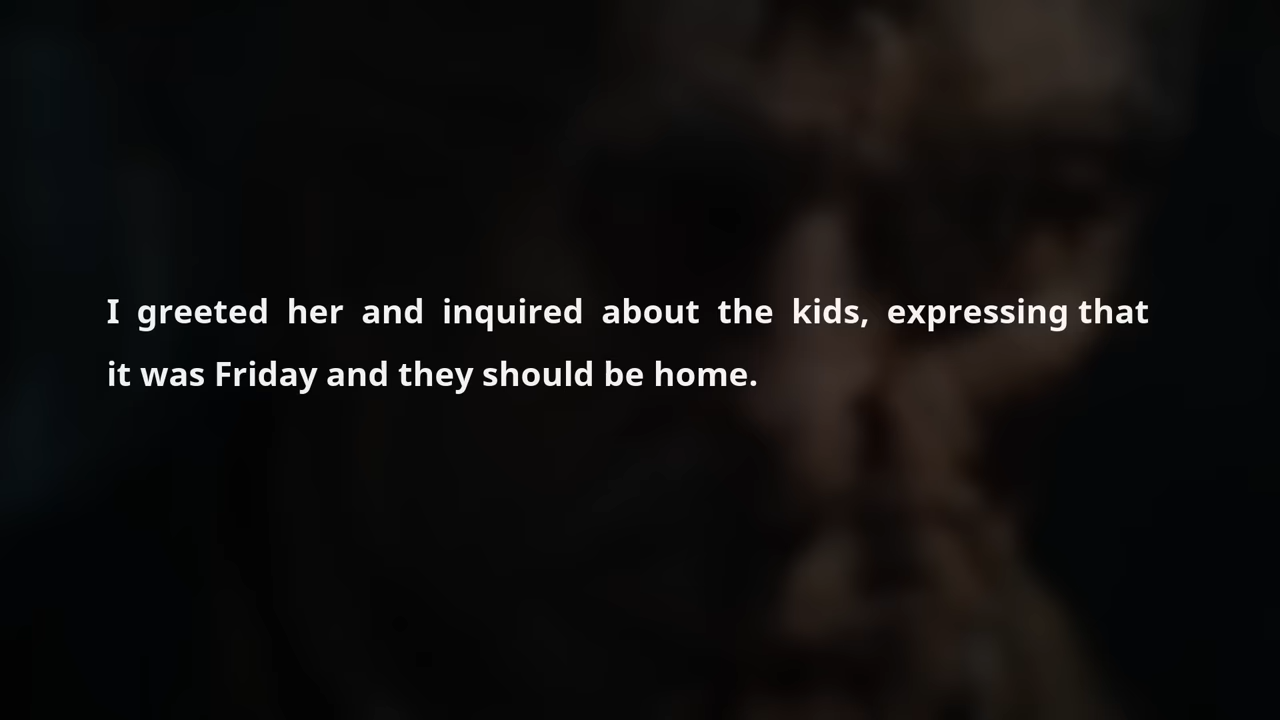 I greeted her and inquired about the kids, expressing that
it was Friday and they should be home.